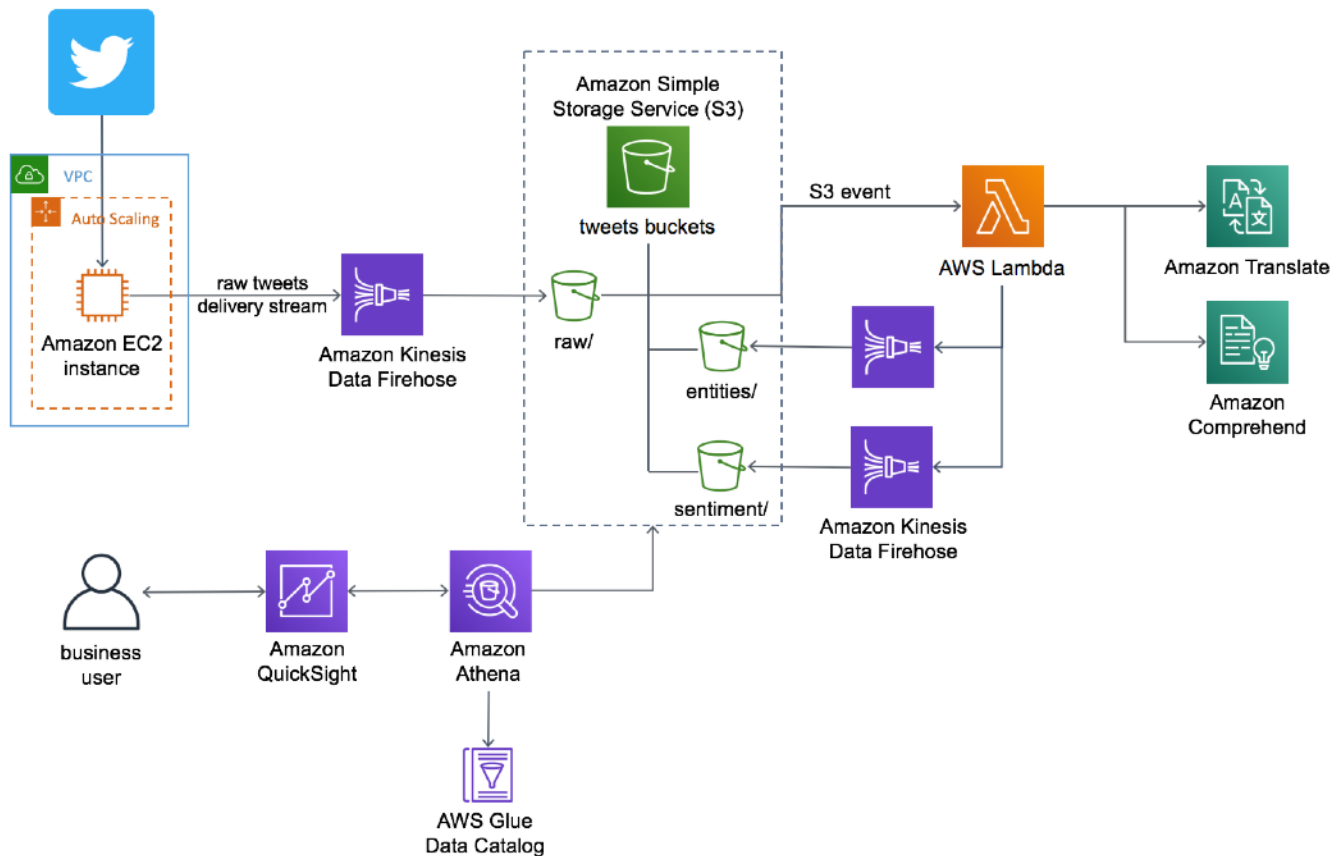 Amazon Simple
Storage Service (S3)
VPC
Auto Scaling
S3 event
tweets buckets
AWS Lambda
Amazon Translate
raw tweets
delivery stream
Amazon EC2
instance
raw/
Amazon Kinesis
Data Firehose
entities/
Amazon
Comprehend
sentiment/
Amazon Kinesis
Data Firehose
business
user
Amazon
QuickSight
Amazon
Athena
AWS Glue
Data Catalog
A
文